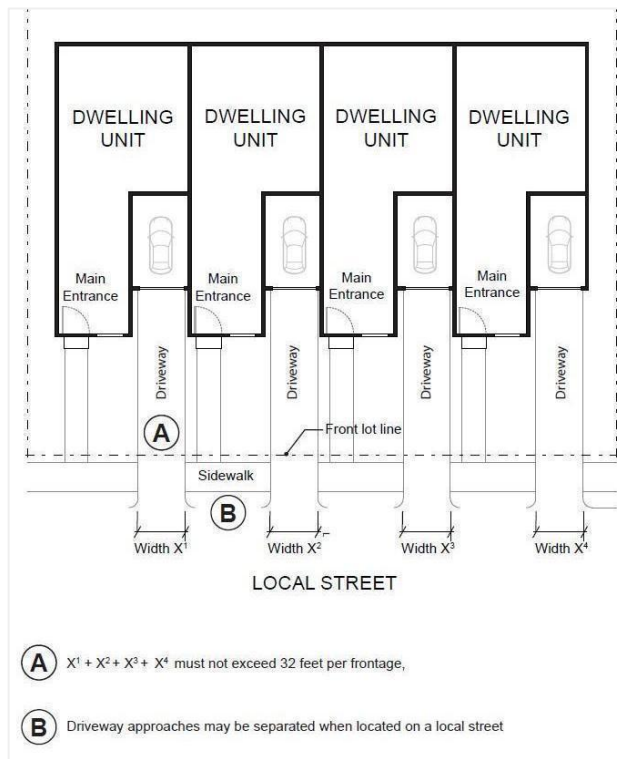 DWELLING
UNIT
DWELLING
UNIT
DWELLING
UNIT
DWELLING
UNIT
Main
Entrance
Main
Entrance
Main
Entrance
Main
Entrance
Driveway
Driveway
Driveway
Driveway
A
Front lot line
Sidewalk
B
Width X¹
Width X²
Width X³
Width X⁴
LOCAL STREET
A X¹ + X² + X³ + X⁴ must not exceed 32 feet per frontage,
B Driveway approaches may be separated when located on a local street